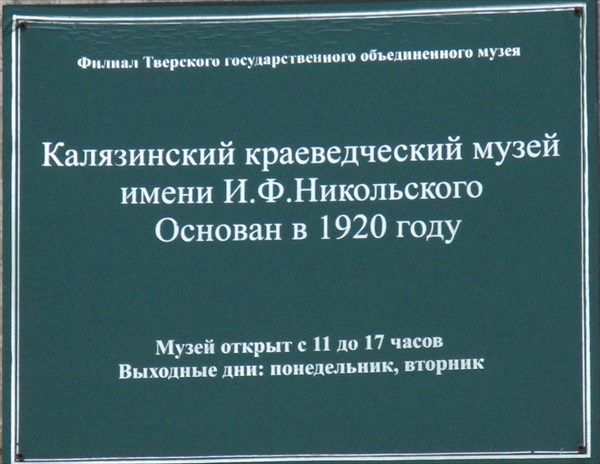 Филиал Тверского государственного объединенного музея
Калязинский краеведческий музей
имени И.Ф.Никольского
Основан в 1920 году
Музей открыт с 11 до 17 часов
Выходные дни: понедельник, вторник